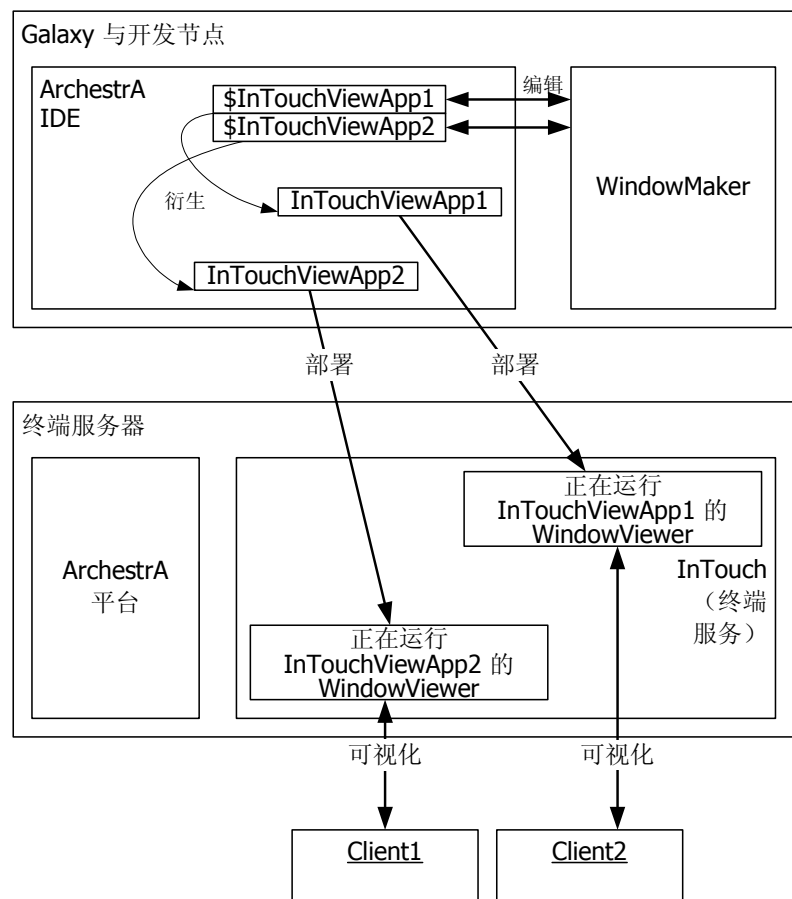 Galaxy 与开发节点
ArchestrA
IDE
$InTouchViewApp1
$InTouchViewApp2
编辑
WindowMaker
衍生
InTouchViewApp1
InTouchViewApp2
部署
部署
终端服务器
ArchestrA
平台
正在运行
InTouchViewApp1 的
WindowViewer
InTouch
（终端
服务）
正在运行
InTouchViewApp2 的
WindowViewer
可视化
可视化
Client1
Client2